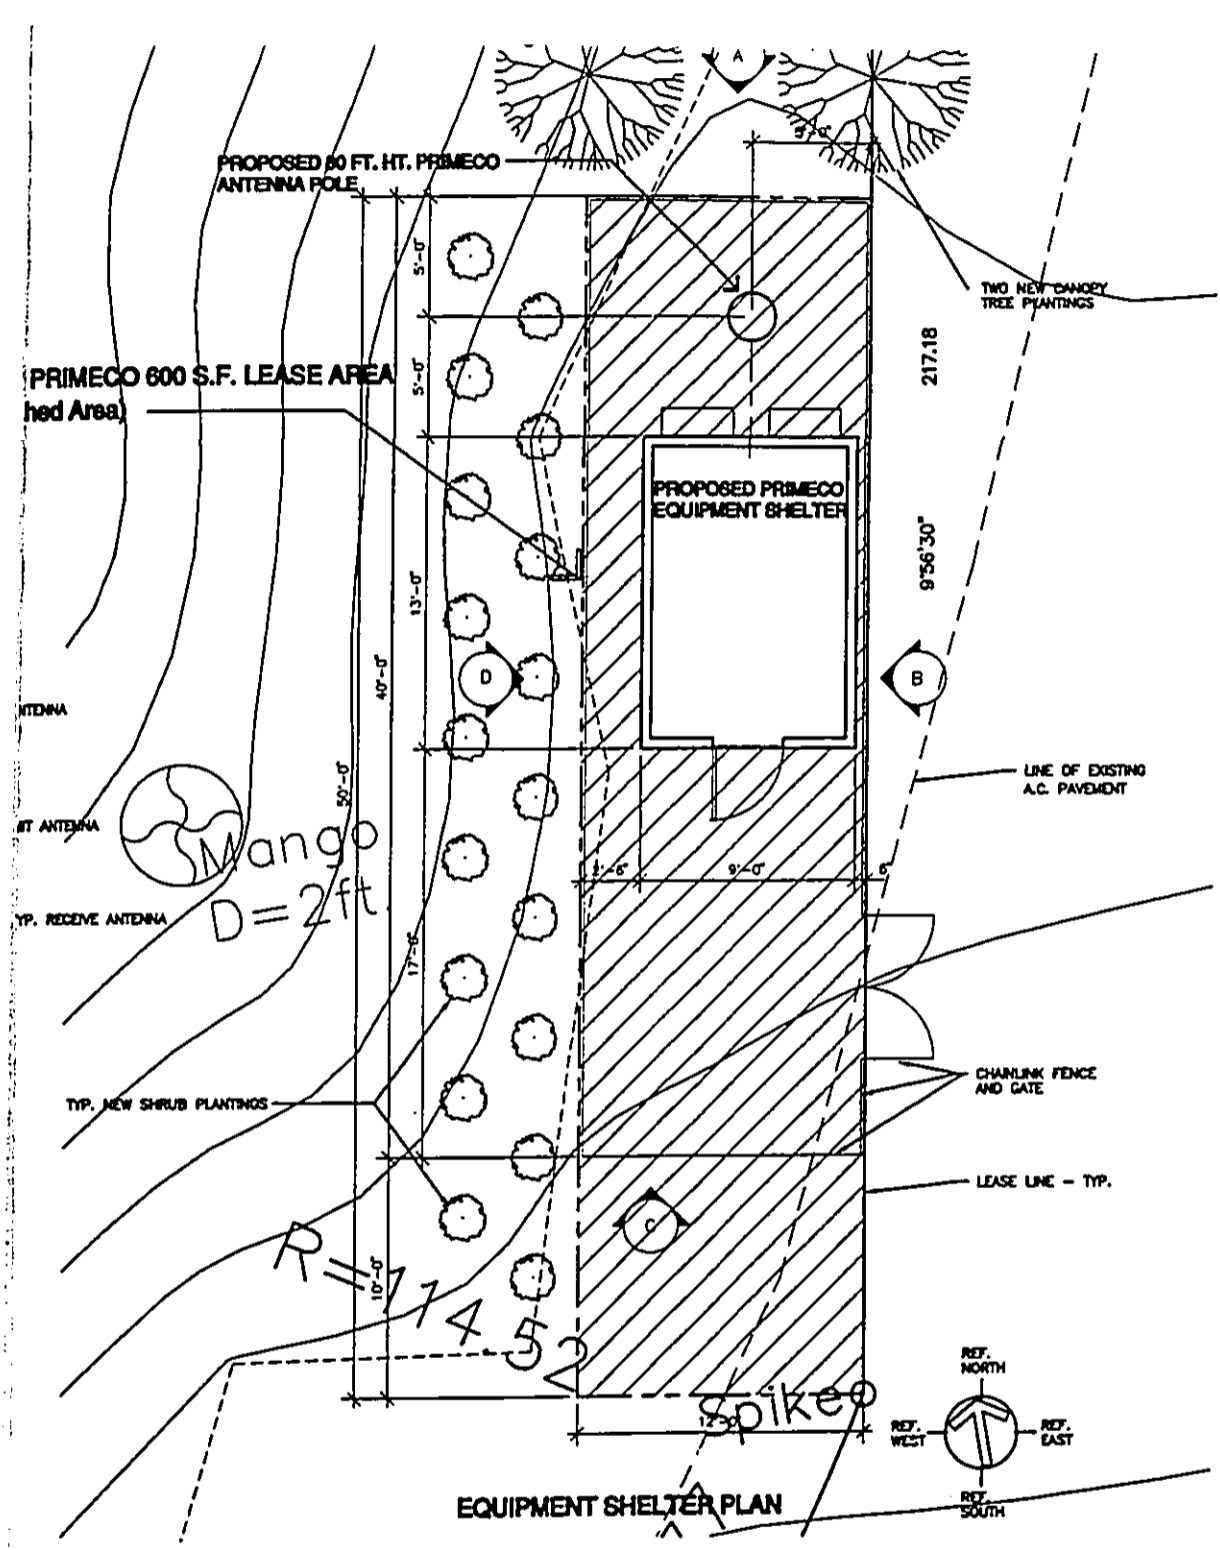 A
PROPOSED 80 FT. HT. PRIMECO
ANTENNA POLE
5'-0"
TWO NEW CANOPY
TREE PLANTINGS
217.18
PRIMECO 600 S.F. LEASE AREA
hed Area)
5'-0"
PROPOSED PRIMECO
EQUIPMENT SHELTER
9°56'30"
13'-0"
40'-0"
D
B
NTENNA
50'-0"
LINE OF EXISTING
A.C. PAVEMENT
IT ANTENNA
Mango
D=2ft
2'-6"
9'-0"
6"
YP. RECEIVE ANTENNA
17'-0"
CHAINLINK FENCE
AND GATE
TYP. NEW SHRUB PLANTINGS
LEASE LINE - TYP.
C
R=114.52
10'-0"
Spike
12'-0"
REF.
NORTH
REF.
WEST
REF.
EAST
REF.
SOUTH
EQUIPMENT SHELTER PLAN